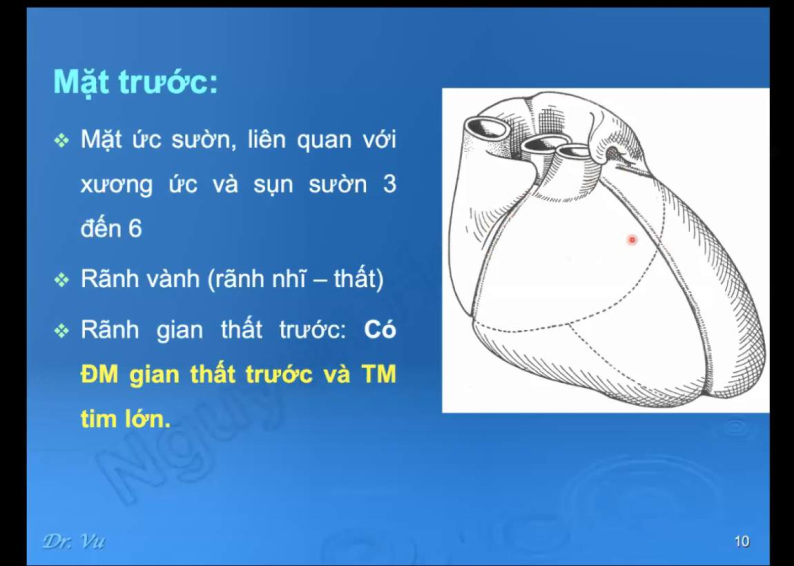 Mặt trước:
❖ Mặt ức sườn, liên quan với
xương ức và sụn sườn 3
đến 6
❖ Rãnh vành (rãnh nhĩ – thất)
❖ Rãnh gian thất trước: Có
ĐM gian thất trước và TM
tim lớn.
Dr. Vu
10